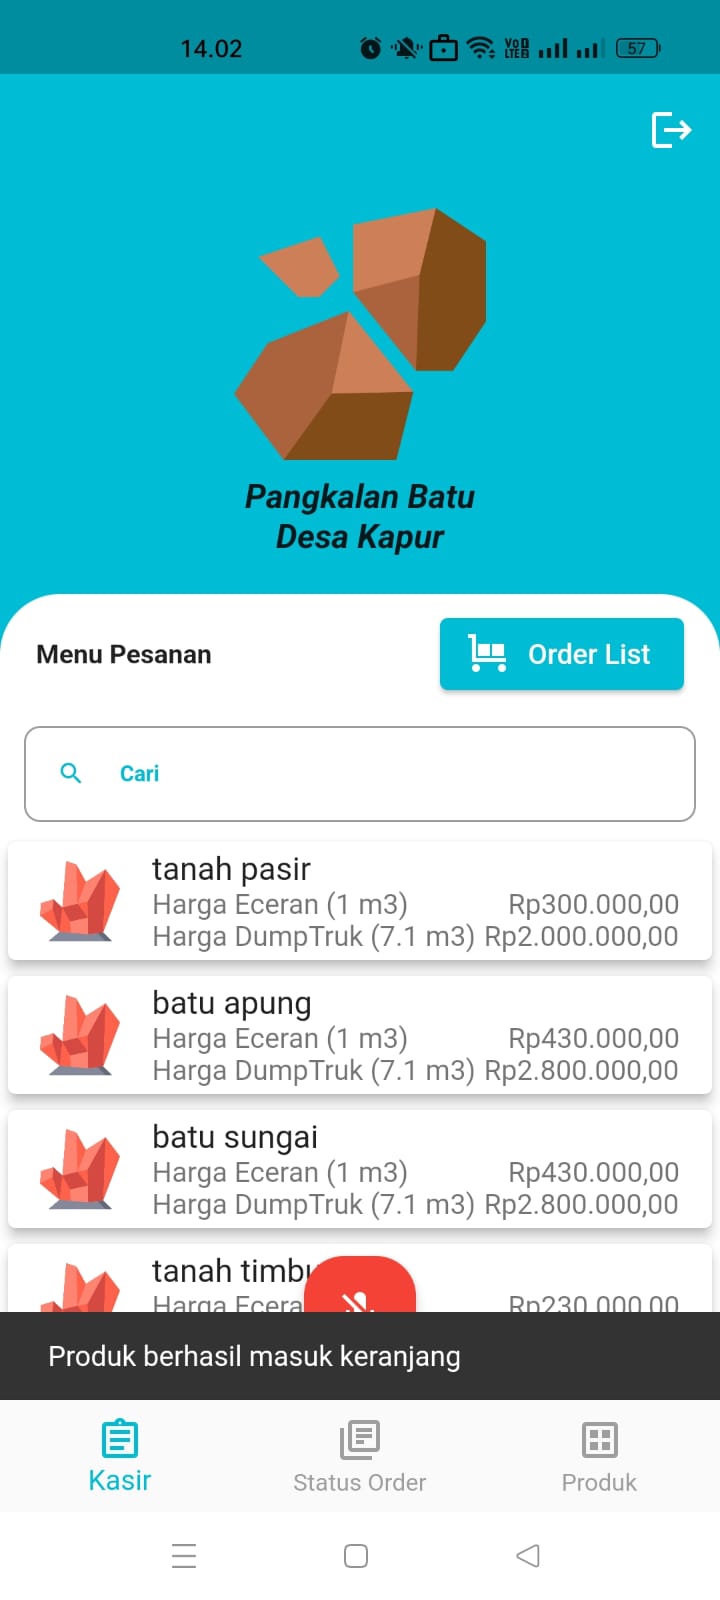 14.02
VoD
LTE 2
57
Pangkalan Batu
Desa Kapur
Menu Pesanan
Order List
Cari
tanah pasir
Harga Eceran (1 m3) Rp300.000,00
Harga DumpTruk (7.1 m3) Rp2.000.000,00
batu apung
Harga Eceran (1 m3) Rp430.000,00
Harga DumpTruk (7.1 m3) Rp2.800.000,00
batu sungai
Harga Eceran (1 m3) Rp430.000,00
Harga DumpTruk (7.1 m3) Rp2.800.000,00
tanah
Harga Rp230.000,00
Produk berhasil masuk keranjang
Kasir
Status Order
Produk